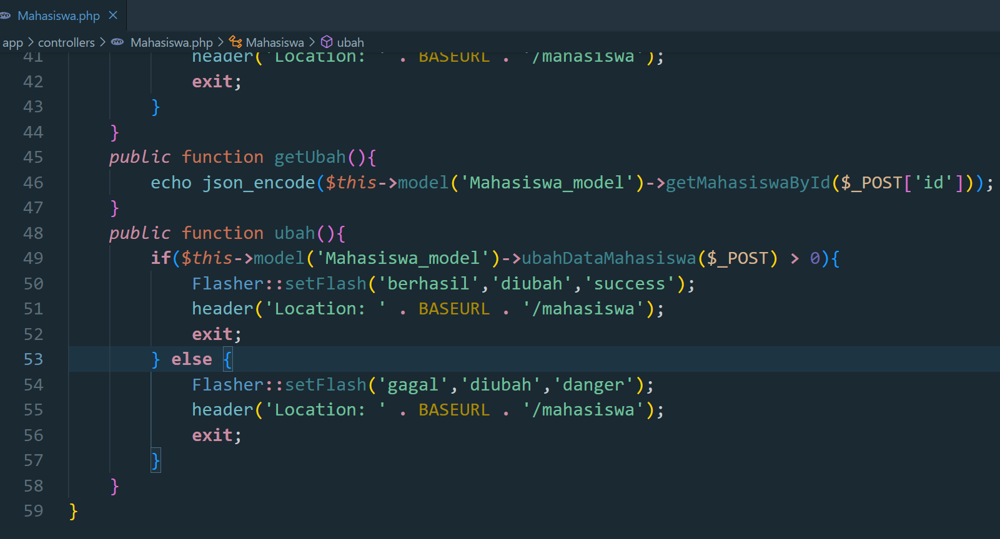 php Mahasiswa.php ×
app > controllers > php Mahasiswa.php > Mahasiswa > ubah
41 header('Location: ' . BASEURL . '/mahasiswa');
42 exit;
43 }
44 }
45 public function getUbah(){
46 echo json_encode($this->model('Mahasiswa_model')->getMahasiswaById($_POST['id']));
47 }
48 public function ubah(){
49 if($this->model('Mahasiswa_model')->ubahDataMahasiswa($_POST) > 0){
50 Flasher::setFlash('berhasil','diubah','success');
51 header('Location: ' . BASEURL . '/mahasiswa');
52 exit;
53 } else {
54 Flasher::setFlash('gagal','diubah','danger');
55 header('Location: ' . BASEURL . '/mahasiswa');
56 exit;
57 }
58 }
59 }